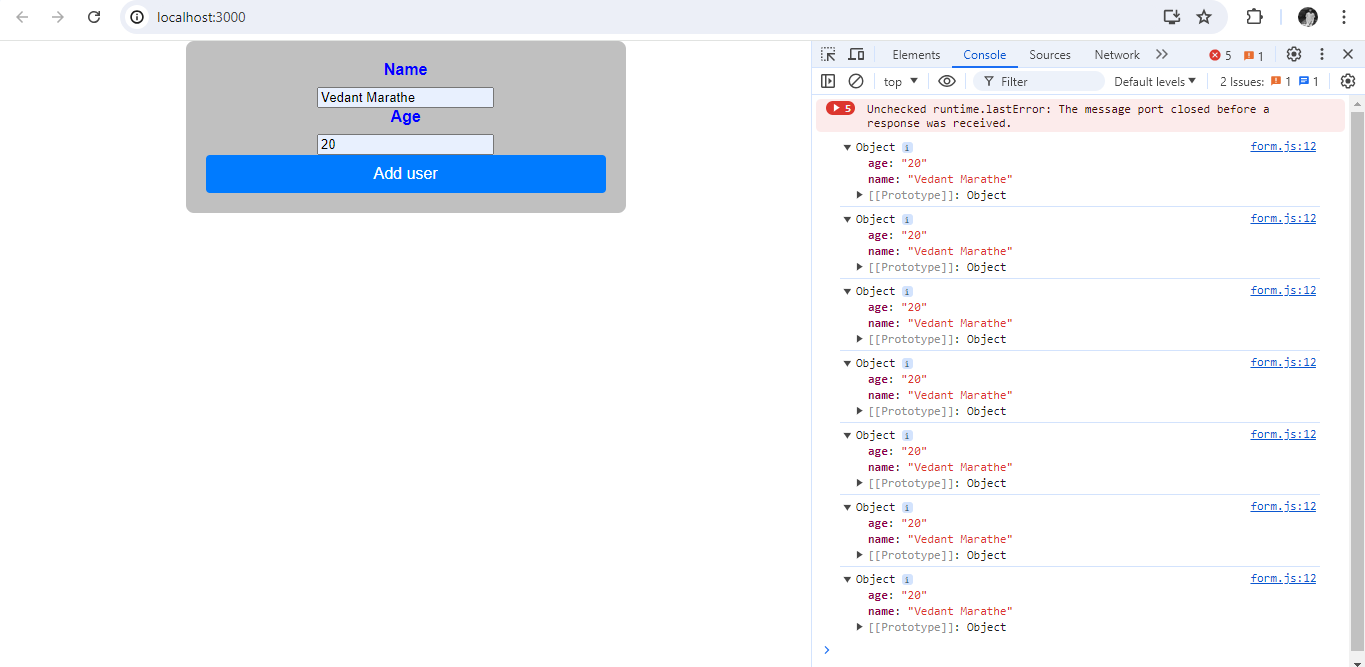 localhost:3000
Name
Vedant Marathe
Age
20
Add user
Elements Console Sources Network 5 1
top Filter Default levels 2 Issues: 1 1
5 Unchecked runtime.lastError: The message port closed before a
response was received.
Object i form.js:12
age: "20"
name: "Vedant Marathe"
[[Prototype]]: Object
Object i form.js:12
age: "20"
name: "Vedant Marathe"
[[Prototype]]: Object
Object i form.js:12
age: "20"
name: "Vedant Marathe"
[[Prototype]]: Object
Object i form.js:12
age: "20"
name: "Vedant Marathe"
[[Prototype]]: Object
Object i form.js:12
age: "20"
name: "Vedant Marathe"
[[Prototype]]: Object
Object i form.js:12
age: "20"
name: "Vedant Marathe"
[[Prototype]]: Object
Object i form.js:12
age: "20"
name: "Vedant Marathe"
[[Prototype]]: Object